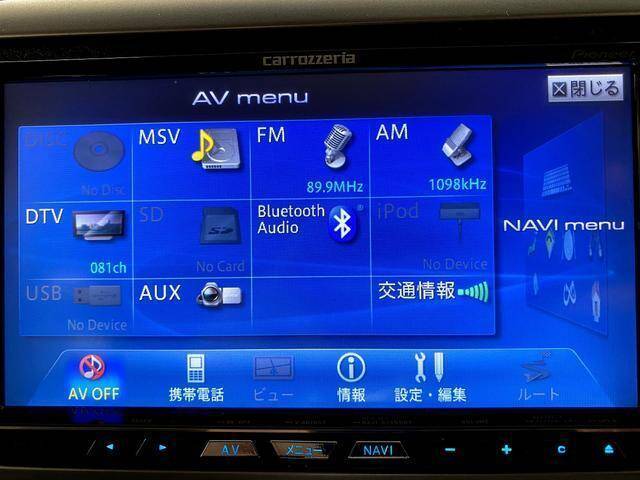 carrozzeria
Pioneer
AV menu
閉じる
DISC
No Disc
MSV
FM
89.9MHz
AM
1098kHz
DTV
081ch
SD
No Card
Bluetooth Audio
iPod
No Device
NAVI menu
USB
No Device
AUX
交通情報
AV OFF
携帯電話
ビュー
情報
設定・編集
ルート
AV
メニュー
NAVI